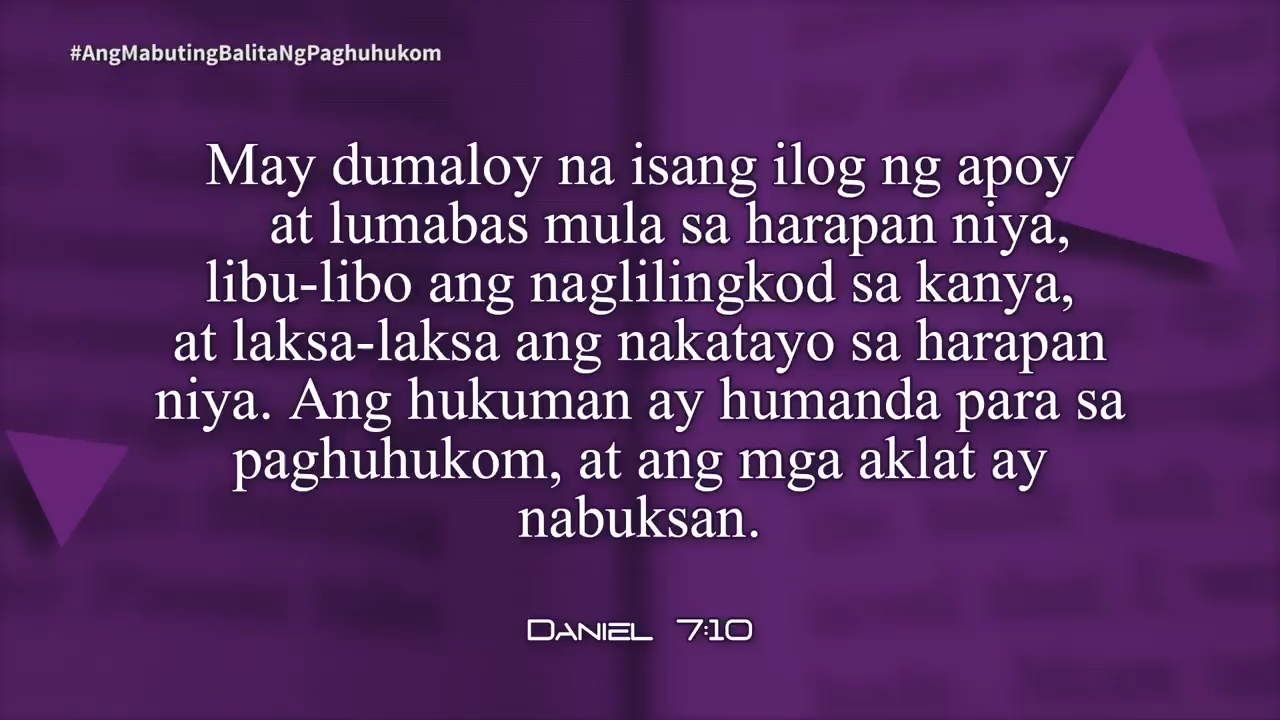 #AngMabutingBalitaNgPaghuhukom
May dumaloy na isang ilog ng apoy
at lumabas mula sa harapan niya,
libu-libo ang naglilingkod sa kanya,
at laksa-laksa ang nakatayo sa harapan
niya. Ang hukuman ay humanda para sa
paghuhukom, at ang mga aklat ay
nabuksan.
Daniel 7:10